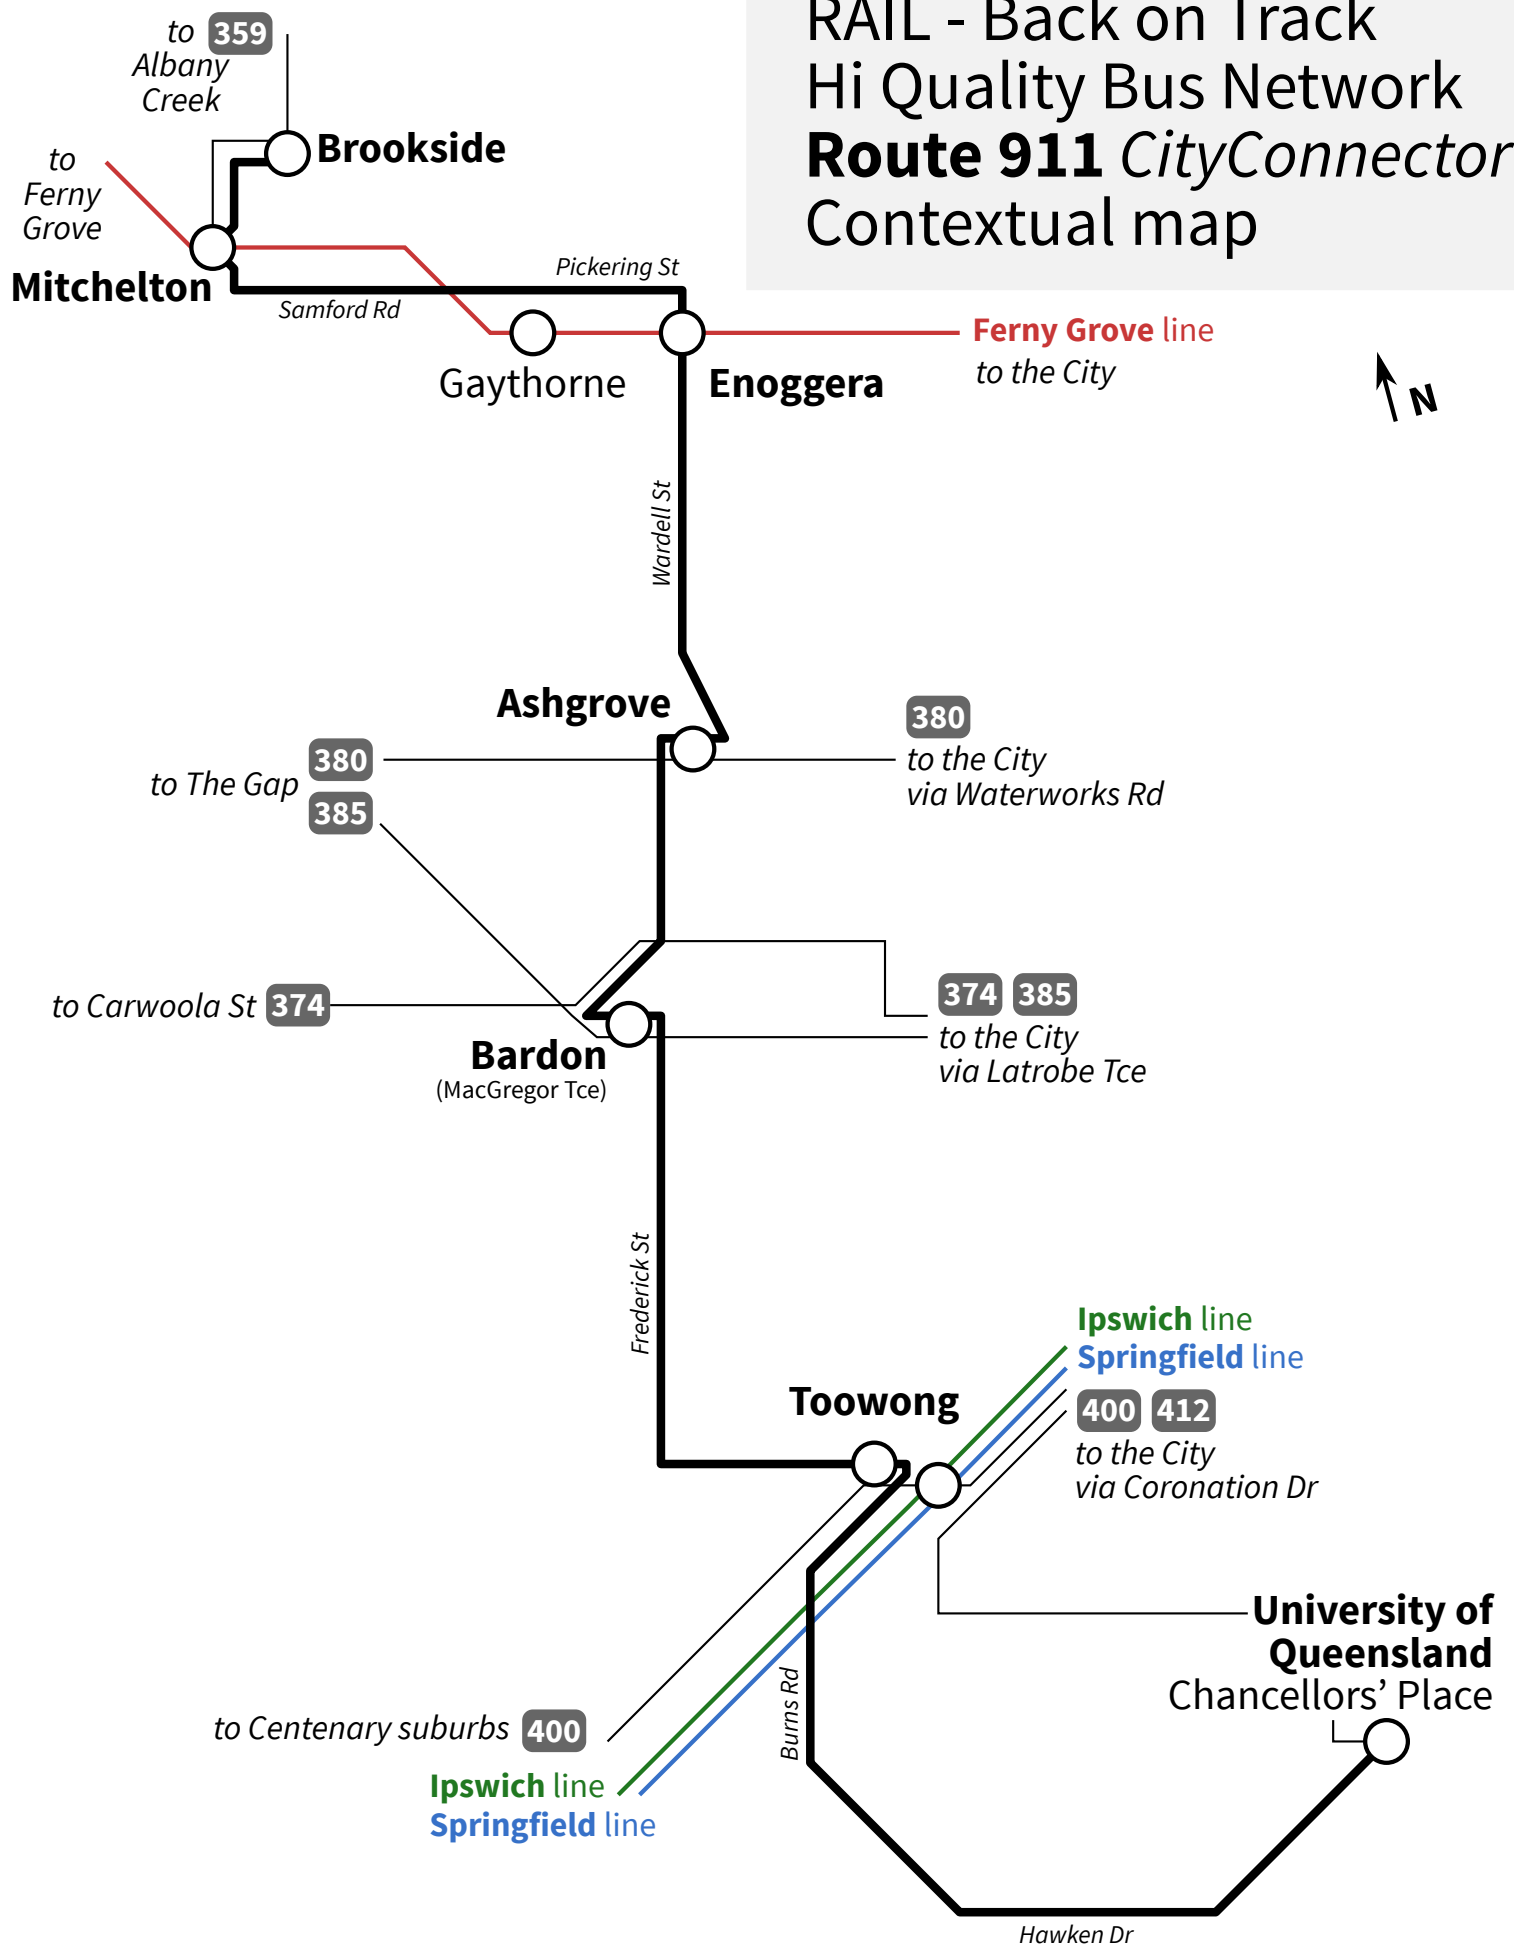 RAIL - Back on Track
Hi Quality Bus Network
Route 911 CityConnector
Contextual map
to 359
Albany
Creek
Brookside
to
Ferny
Grove
Mitchelton
Pickering St
Samford Rd
Gaythorne
Enoggera
Ferny Grove line
to the City
N
Wardell St
Ashgrove
380
to the City
via Waterworks Rd
to The Gap
380
385
to Carwoola St 374
374 385
to the City
via Latrobe Tce
Bardon
(MacGregor Tce)
Frederick St
Ipswich line
Springfield line
400 412
to the City
via Coronation Dr
Toowong
University of
Queensland
Chancellors’ Place
Burns Rd
to Centenary suburbs 400
Ipswich line
Springfield line
Hawken Dr